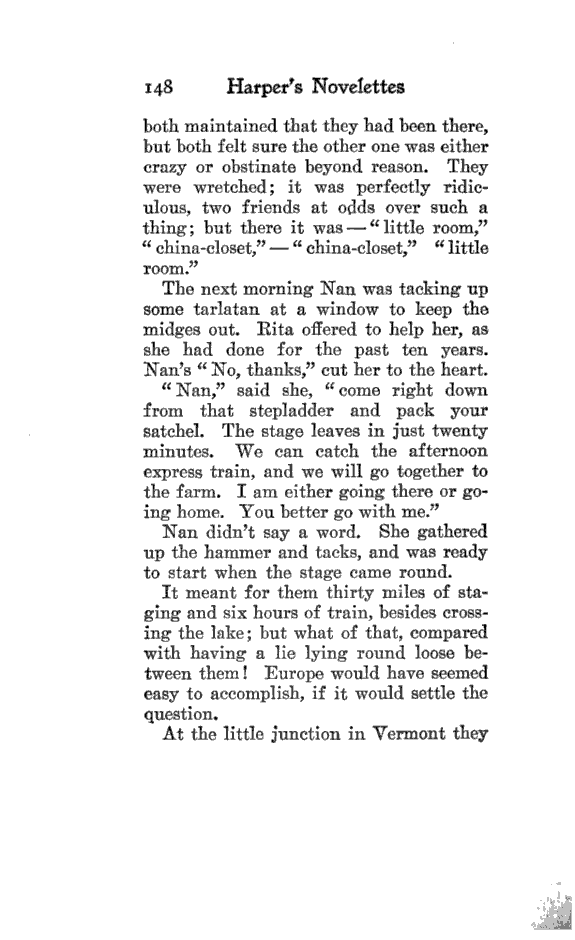 148 Harper's Novelettes
both maintained that they had been there,
but both felt sure the other one was either
crazy or obstinate beyond reason. They
were wretched; it was perfectly ridic-
ulous, two friends at odds over such a
thing; but there it was—"little room,"
"china-closet,"—"china-closet," "little
room."
The next morning Nan was tacking up
some tarlatan at a window to keep the
midges out. Rita offered to help her, as
she had done for the past ten years.
Nan's "No, thanks," cut her to the heart.
"Nan," said she, "come right down
from that stepladder and pack your
satchel. The stage leaves in just twenty
minutes. We can catch the afternoon
express train, and we will go together to
the farm. I am either going there or go-
ing home. You better go with me."
Nan didn't say a word. She gathered
up the hammer and tacks, and was ready
to start when the stage came round.
It meant for them thirty miles of sta-
ging and six hours of train, besides cross-
ing the lake; but what of that, compared
with having a lie lying round loose be-
tween them! Europe would have seemed
easy to accomplish, if it would settle the
question.
At the little junction in Vermont they